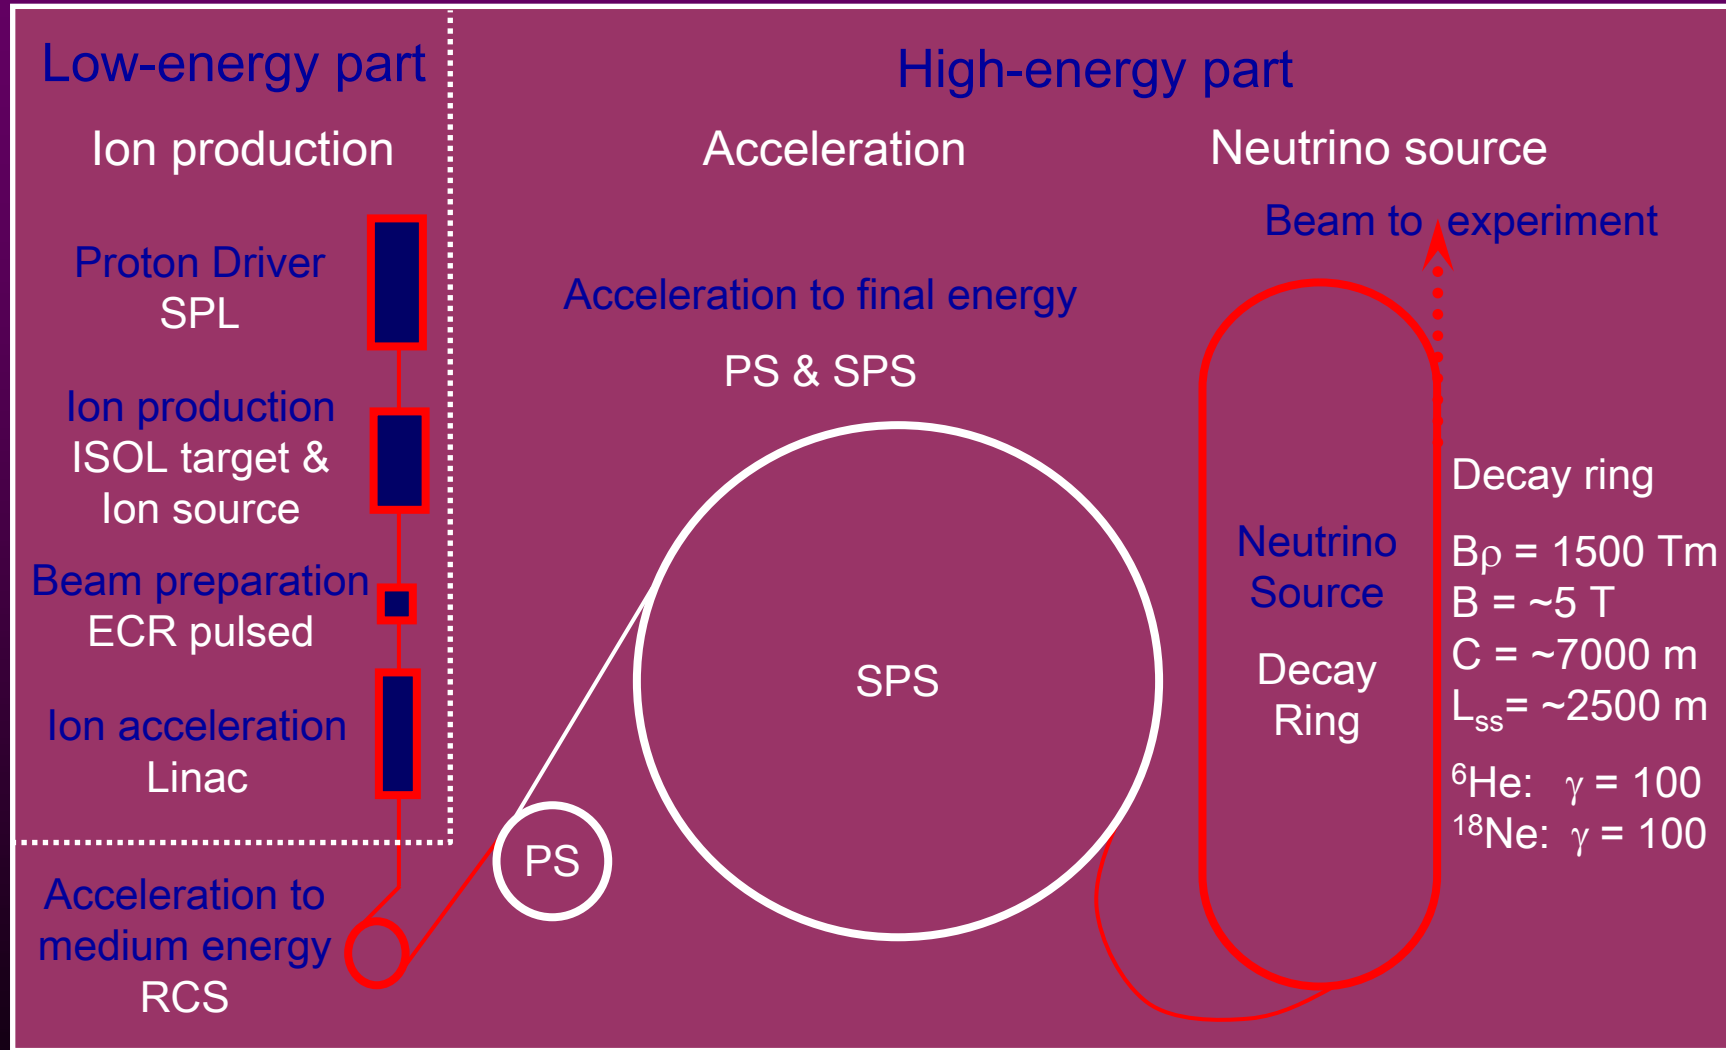 Low-energy part
High-energy part
Ion production
Acceleration
Neutrino source
Proton Driver
SPL
Ion production
ISOL target &
Ion source
Beam preparation
ECR pulsed
Ion acceleration
Linac
Acceleration to
medium energy
RCS
Acceleration to final energy
PS & SPS
PS
SPS
Beam to experiment
Neutrino
Source
Decay
Ring
Decay ring
Bρ = 1500 Tm
B = ~5 T
C = ~7000 m
Lss= ~2500 m
⁶He: γ = 100
¹⁸Ne: γ = 100